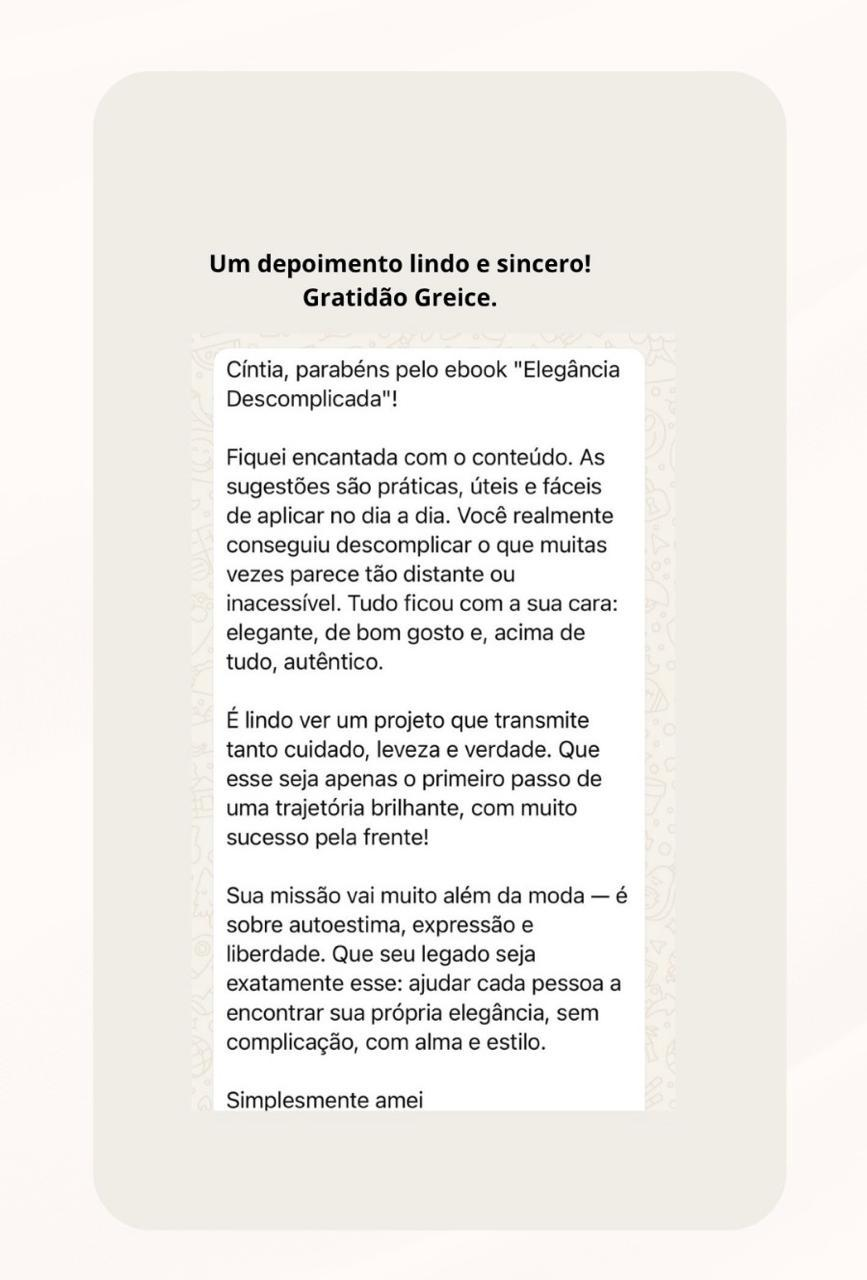 Um depoimento lindo e sincero!
Gratidão Greice.
Cíntia, parabéns pelo ebook "Elegância
Descomplicada"!
Fiquei encantada com o conteúdo. As
sugestões são práticas, úteis e fáceis
de aplicar no dia a dia. Você realmente
conseguiu descomplicar o que muitas
vezes parece tão distante ou
inacessível. Tudo ficou com a sua cara:
elegante, de bom gosto e, acima de
tudo, autêntico.
É lindo ver um projeto que transmite
tanto cuidado, leveza e verdade. Que
esse seja apenas o primeiro passo de
uma trajetória brilhante, com muito
sucesso pela frente!
Sua missão vai muito além da moda — é
sobre autoestima, expressão e
liberdade. Que seu legado seja
exatamente esse: ajudar cada pessoa a
encontrar sua própria elegância, sem
complicação, com alma e estilo.
Simplesmente amei